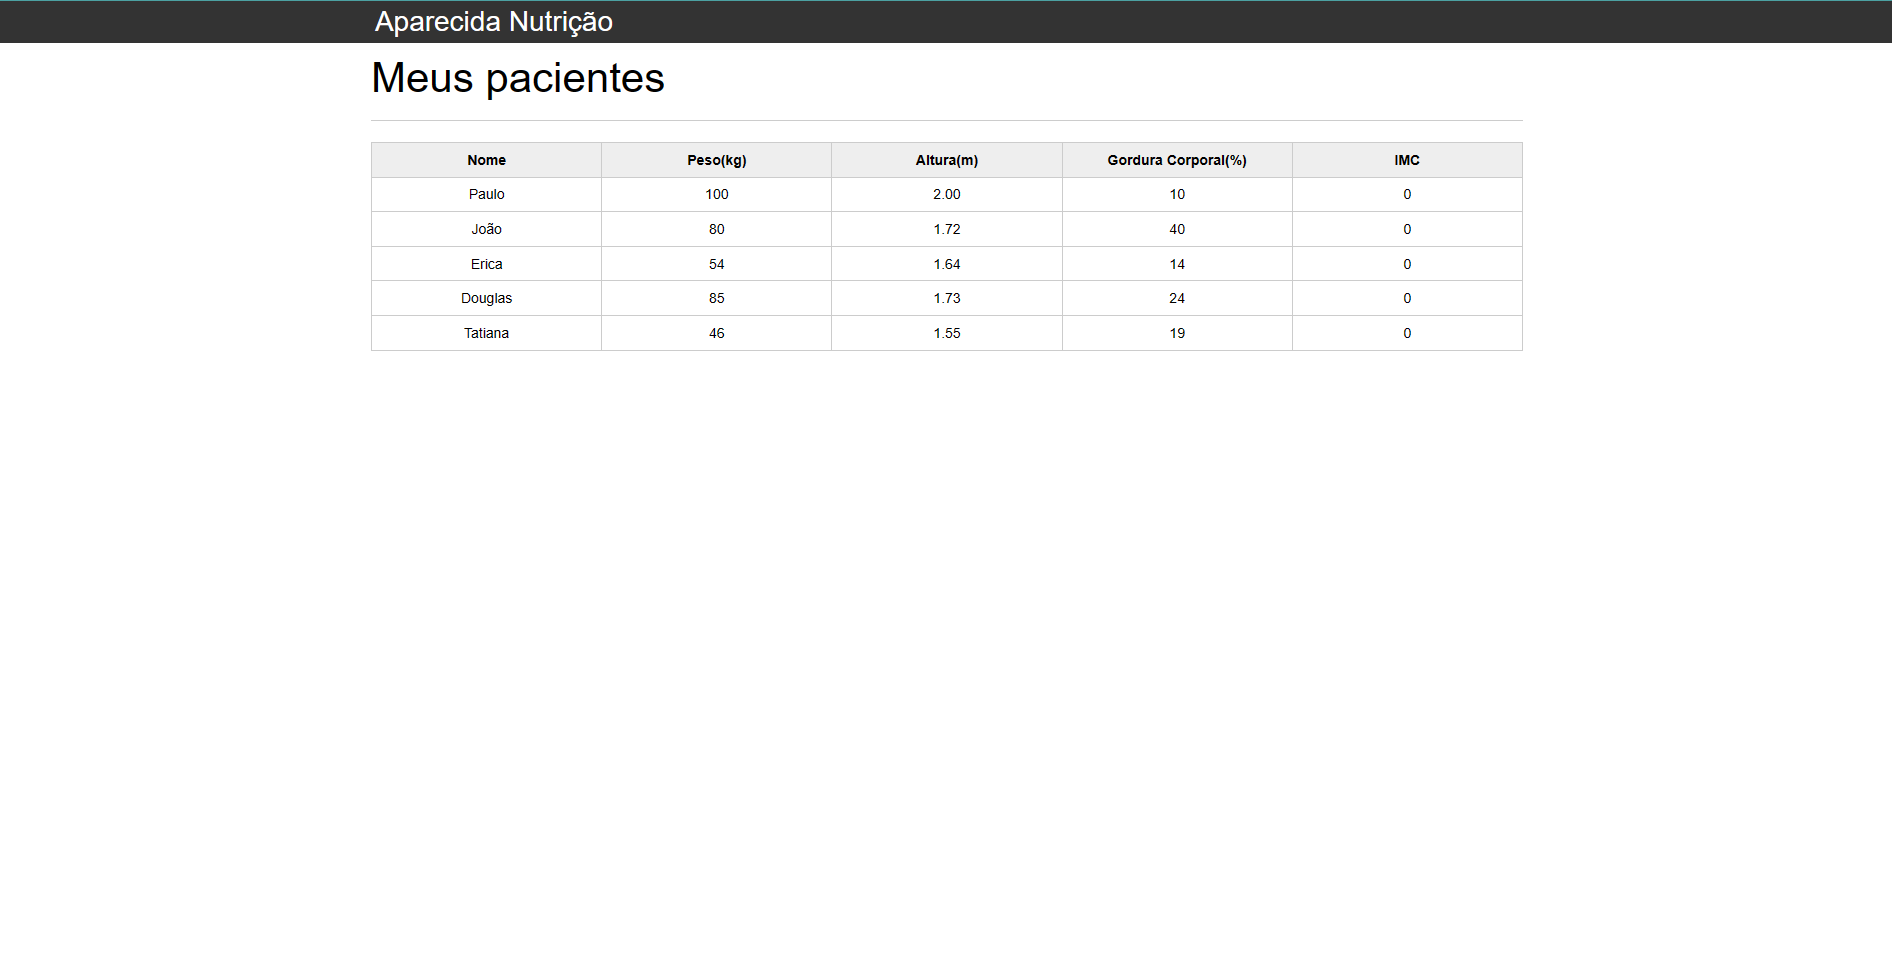 Aparecida Nutrição
Meus pacientes
Nome Peso(kg) Altura(m) Gordura Corporal(%) IMC
Paulo 100 2.00 10 0
João 80 1.72 40 0
Erica 54 1.64 14 0
Douglas 85 1.73 24 0
Tatiana 46 1.55 19 0